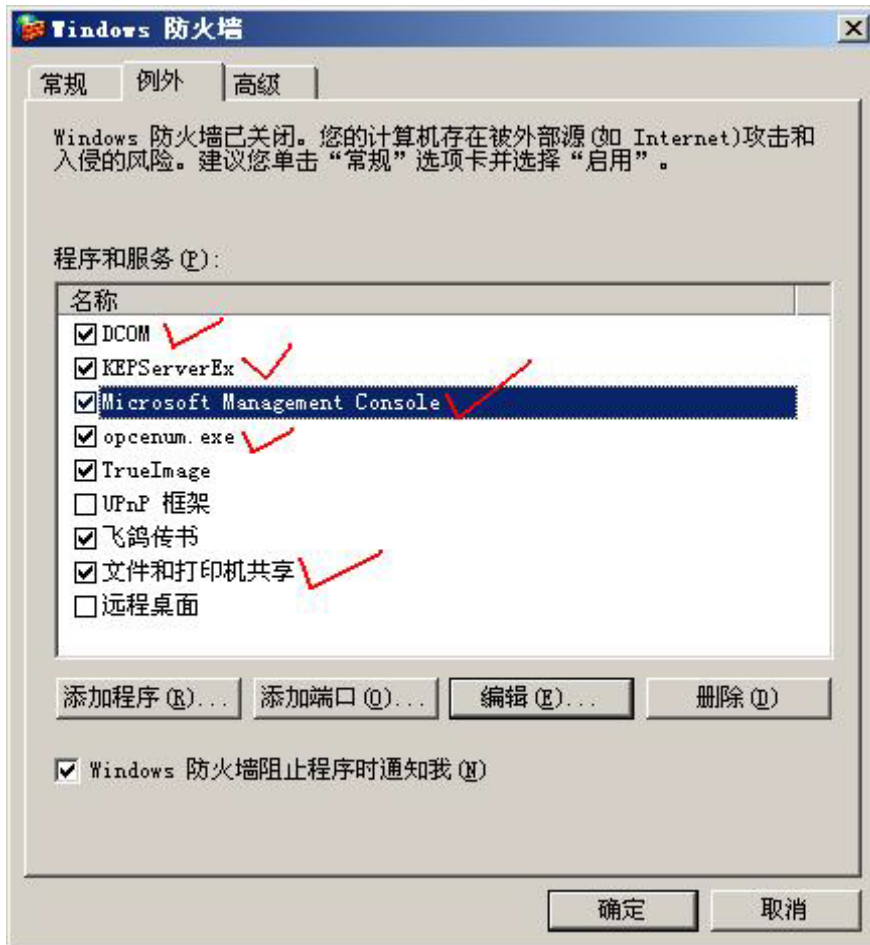 Windows 防火墙
常规
例外
高级
Windows 防火墙已关闭。您的计算机存在被外部源(如 Internet)攻击和
入侵的风险。建议您单击“常规”选项卡并选择“启用”。
程序和服务(P):
名称
DCOM
KEPServerEx
Microsoft Management Console
opcenum.exe
TrueImage
UPnP 框架
飞鸽传书
文件和打印机共享
远程桌面
添加程序(R)...
添加端口(O)...
编辑(E)...
删除(D)
Windows 防火墙阻止程序时通知我(N)
确定
取消